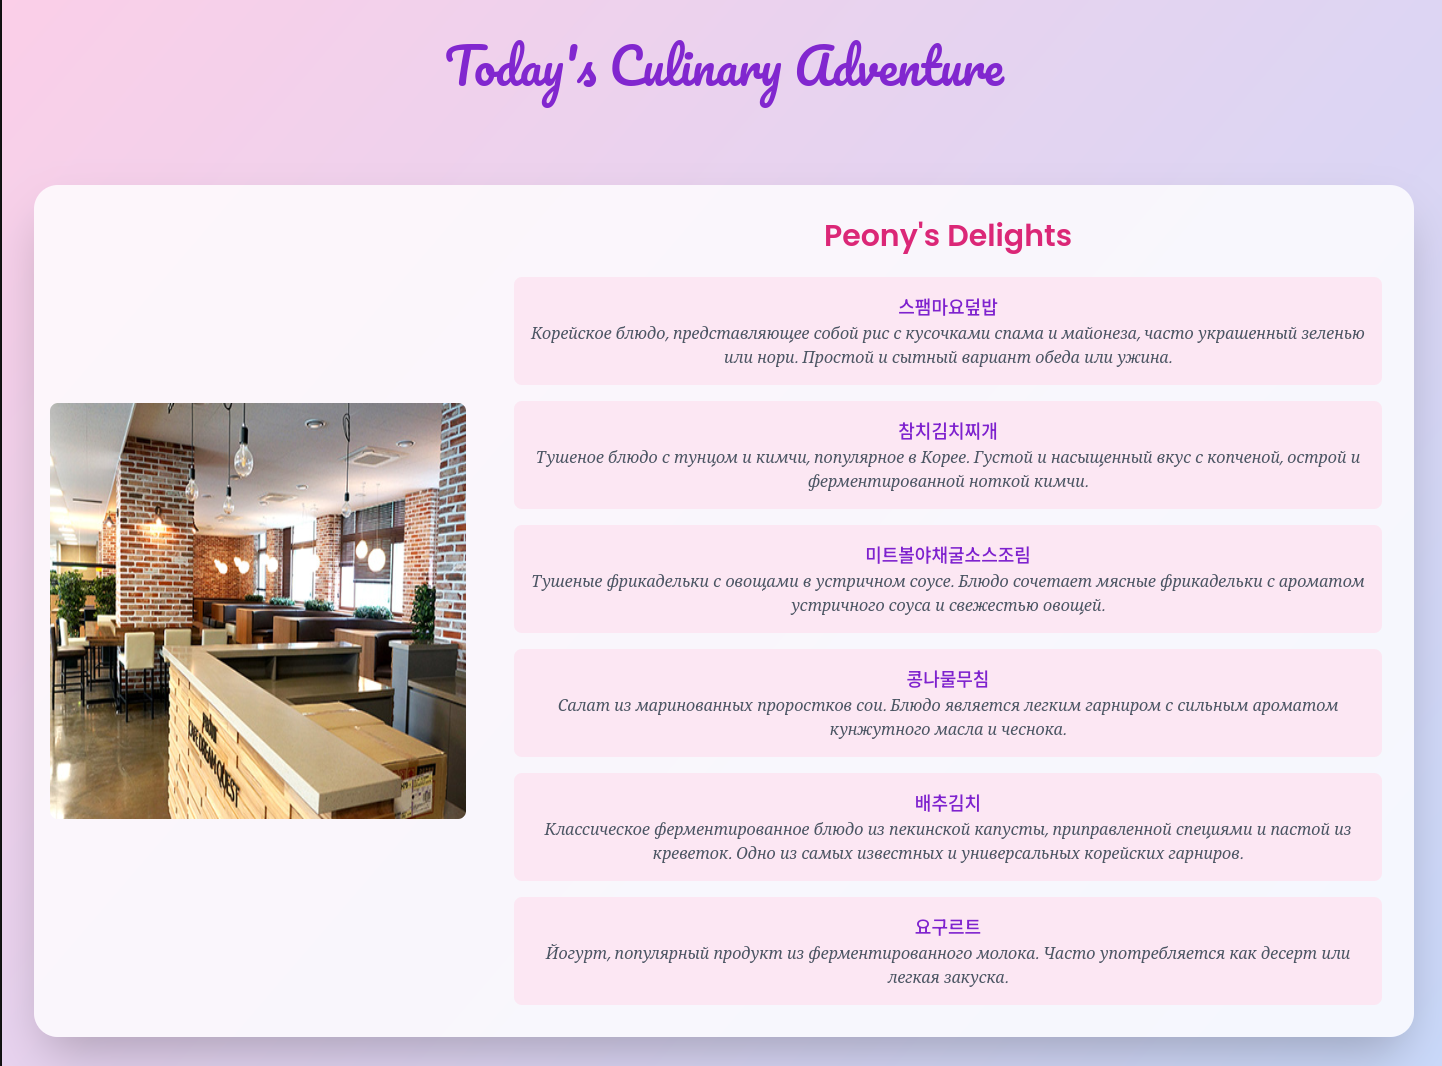 Today's Culinary Adventure
Peony's Delights
스팸마요덮밥
Корейское блюдо, представляющее собой рис с кусочками спама и майонеза, часто украшенный зеленью
или нори. Простой и сытный вариант обеда или ужина.
참치김치찌개
Тушеное блюдо с тунцом и кимчи, популярное в Корее. Густой и насыщенный вкус с копченой, острой и
ферментированной ноткой кимчи.
미트볼야채굴소스조림
Тушеные фрикадельки с овощами в устричном соусе. Блюдо сочетает мясные фрикадельки с ароматом
устричного соуса и свежестью овощей.
콩나물무침
Салат из маринованных проростков сои. Блюдо является легким гарниром с сильным ароматом
кунжутного масла и чеснока.
배추김치
Классическое ферментированное блюдо из пекинской капусты, приправленной специями и пастой из
креветок. Одно из самых известных и универсальных корейских гарниров.
요구르트
Йогурт, популярный продукт из ферментированного молока. Часто употребляется как десерт или
легкая закуска.